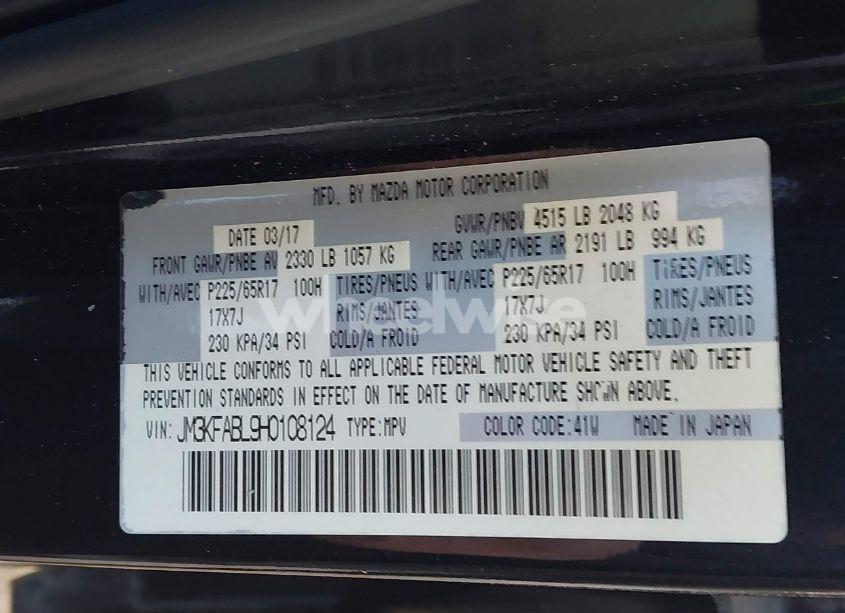 MFD. BY MAZDA MOTOR CORPORATION
DATE 03/17 GVWR/PNBV 4515 LB 2048 KG
FRONT GAWR/PNBE AV 2330 LB 1057 KG REAR GAWR/PNBE AR 2191 LB 994 KG
WITH/AVEC P225/65R17 100H TIRES/PNEUS WITH/AVEC P225/65R17 100H TIRES/PNEUS
17X7J RIMS/JANTES 17X7J RIMS/JANTES
230 KPA/34 PSI COLD/A FROID 230 KPA/34 PSI COLD/A FROID
wheelwire
THIS VEHICLE CONFORMS TO ALL APPLICABLE FEDERAL MOTOR VEHICLE SAFETY AND THEFT
PREVENTION STANDARDS IN EFFECT ON THE DATE OF MANUFACTURE SHOWN ABOVE.
VIN: JM3KFABL9H0108124 TYPE:MPV COLOR CODE:41W MADE IN JAPAN